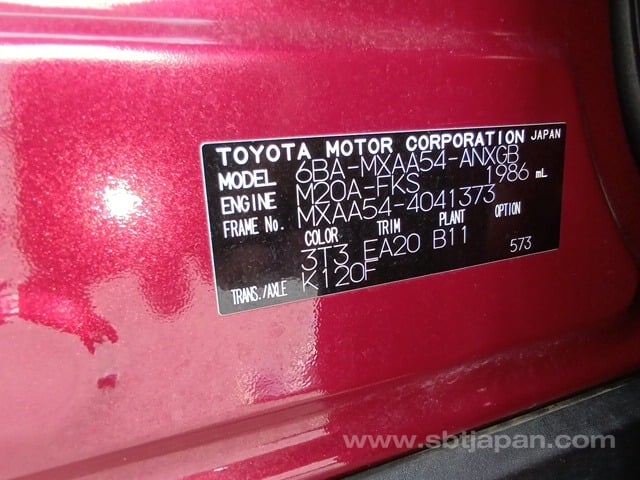 TOYOTA MOTOR CORPORATION JAPAN
MODEL 6BA-MXAA54-ANXGB
ENGINE M20A-FKS 1986 mL
FRAME No. MXAA54-4041373
COLOR TRIM PLANT OPTION
3T3 EA20 B11 573
TRANS./AXLE K120F
www.sbtjapan.com